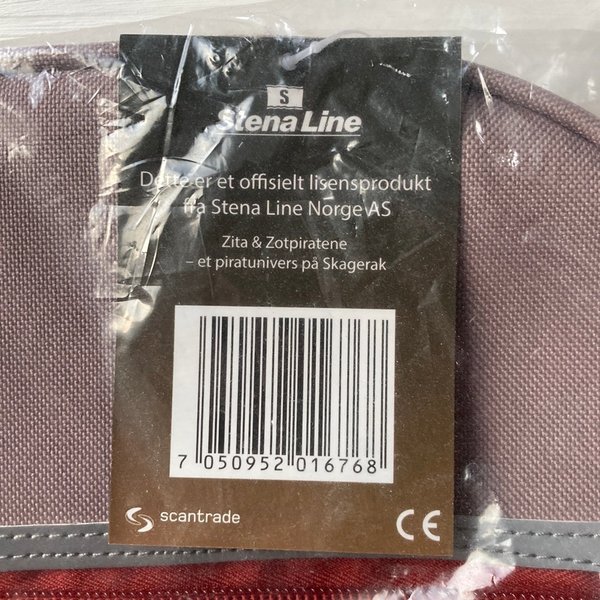 S
Stena Line
Dette er et offisielt lisensprodukt
fra Stena Line Norge AS
Zita & Zotpiratene
– et piratunivers på Skagerak
7 050952 016768
scantrade CE